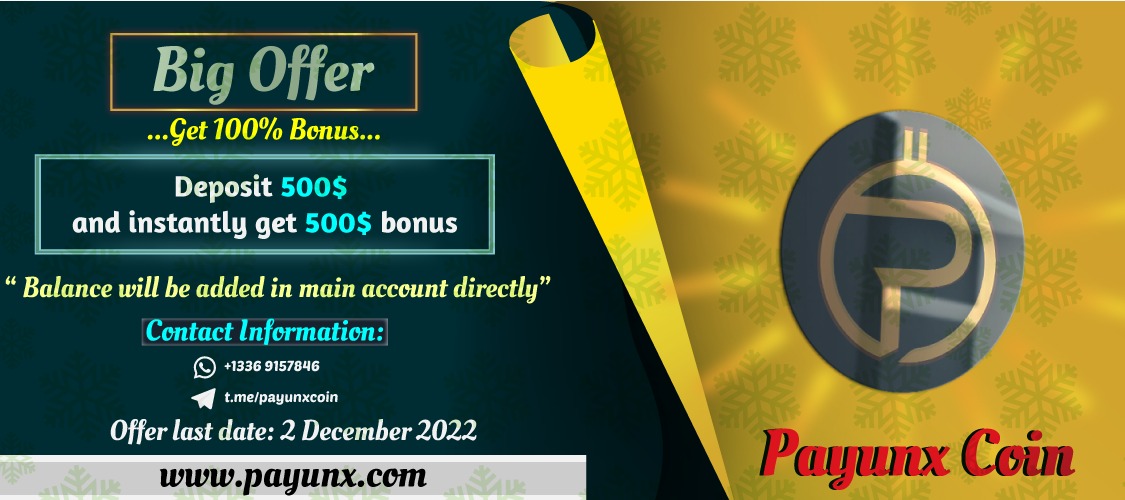 Big Offer
...Get 100% Bonus...
Deposit 500$
and instantly get 500$ bonus
“ Balance will be added in main account directly”
Contact Information:
+1336 9157846
t.me/payunxcoin
Offer last date: 2 December 2022
www.payunx.com
Payunx Coin